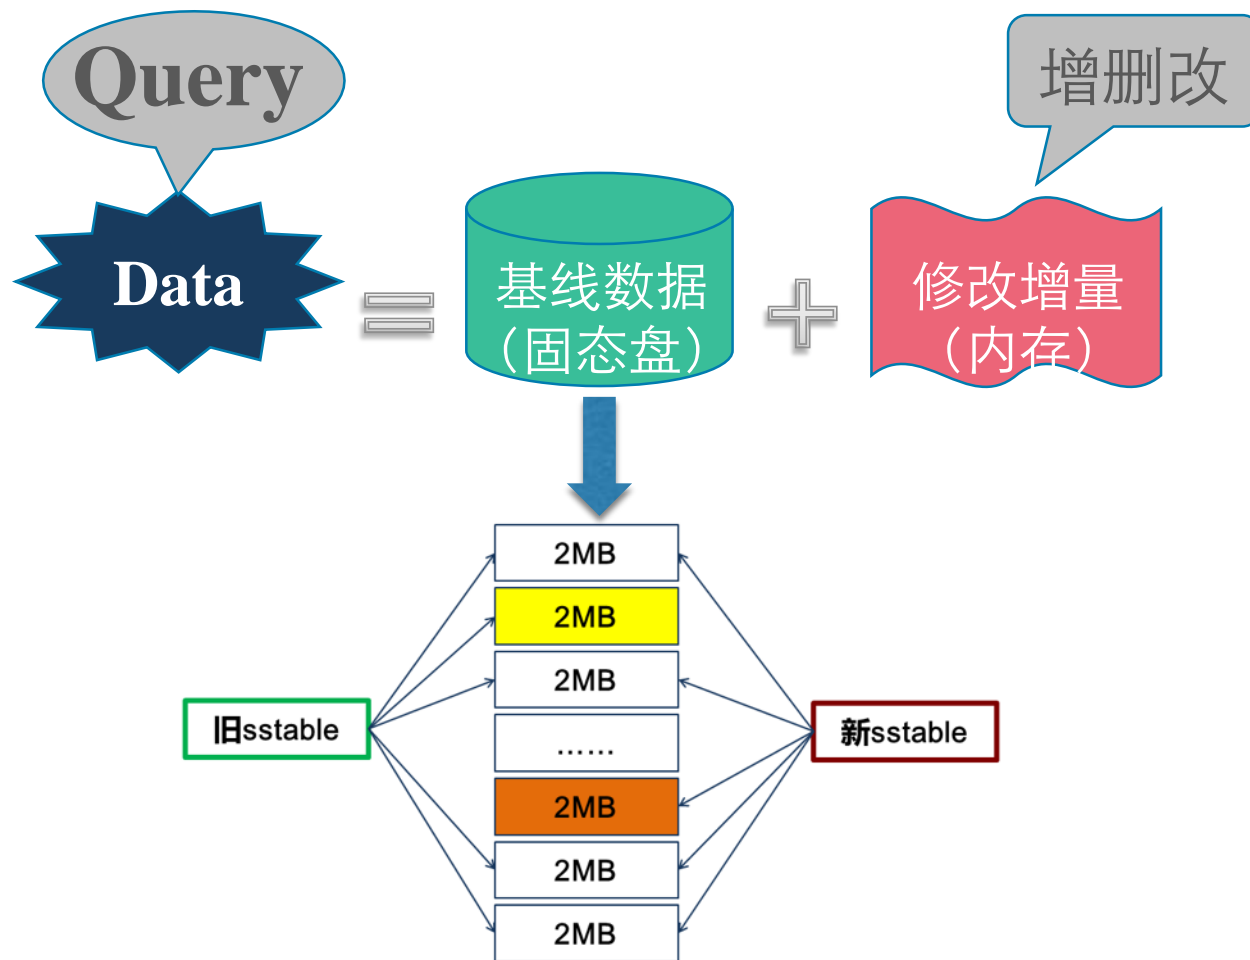 Query
增删改
Data
=
基线数据
（固态盘）
+
修改增量
（内存）
2MB
2MB
2MB
旧sstable
……
新sstable
2MB
2MB
2MB